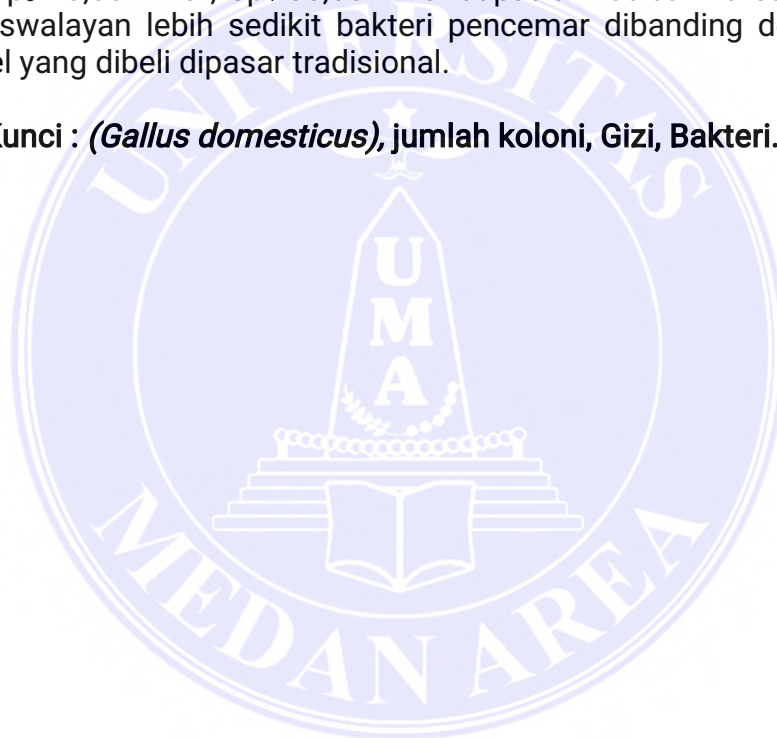 swalayan lebih sedikit bakteri pencemar dibanding
el yang dibeli dipasar tradisional.
unci : (Gallus domesticus), jumlah koloni, Gizi, Bakteri.
UNIVERSITAS
UMA
MEDAN AREA